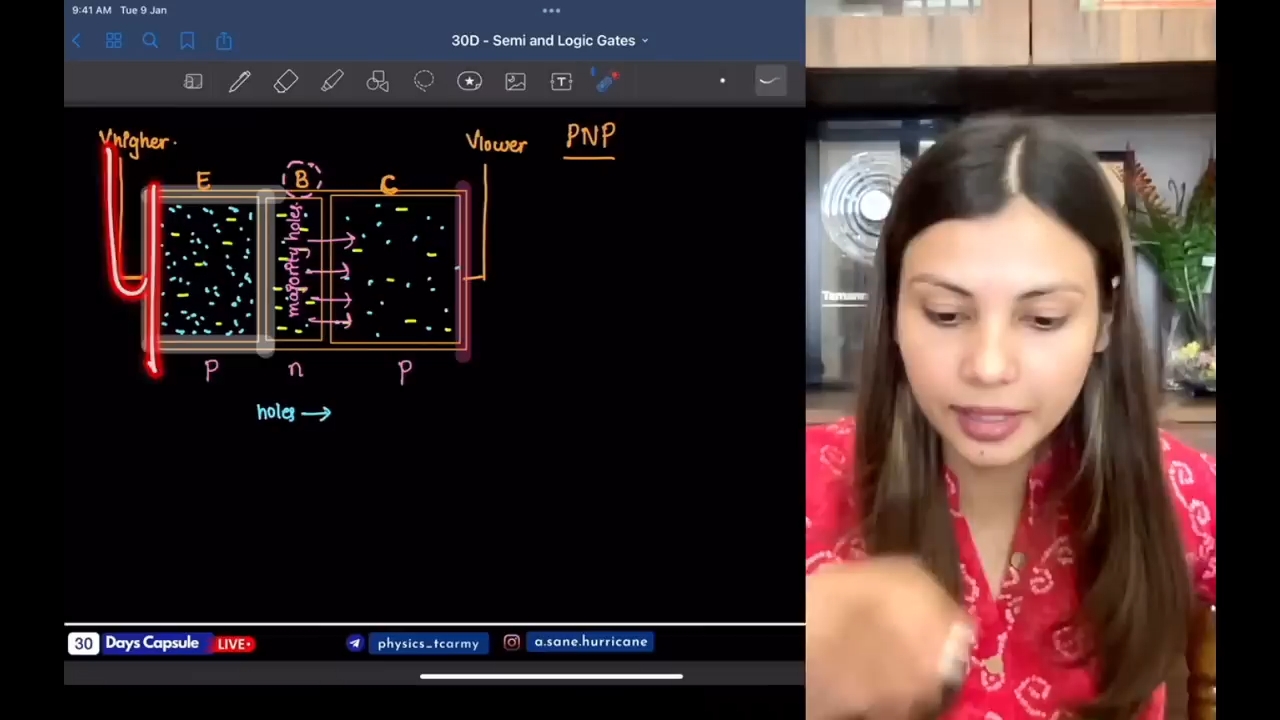 9:41 AM Tue 9 Jan
30D - Semi and Logic Gates
T
Vhigher.
Vlower
PNP
E
B
C
majority holes
p
n
p
holes →
30
Days Capsule
LIVE
physics_tcarmy
a.sane.hurricane